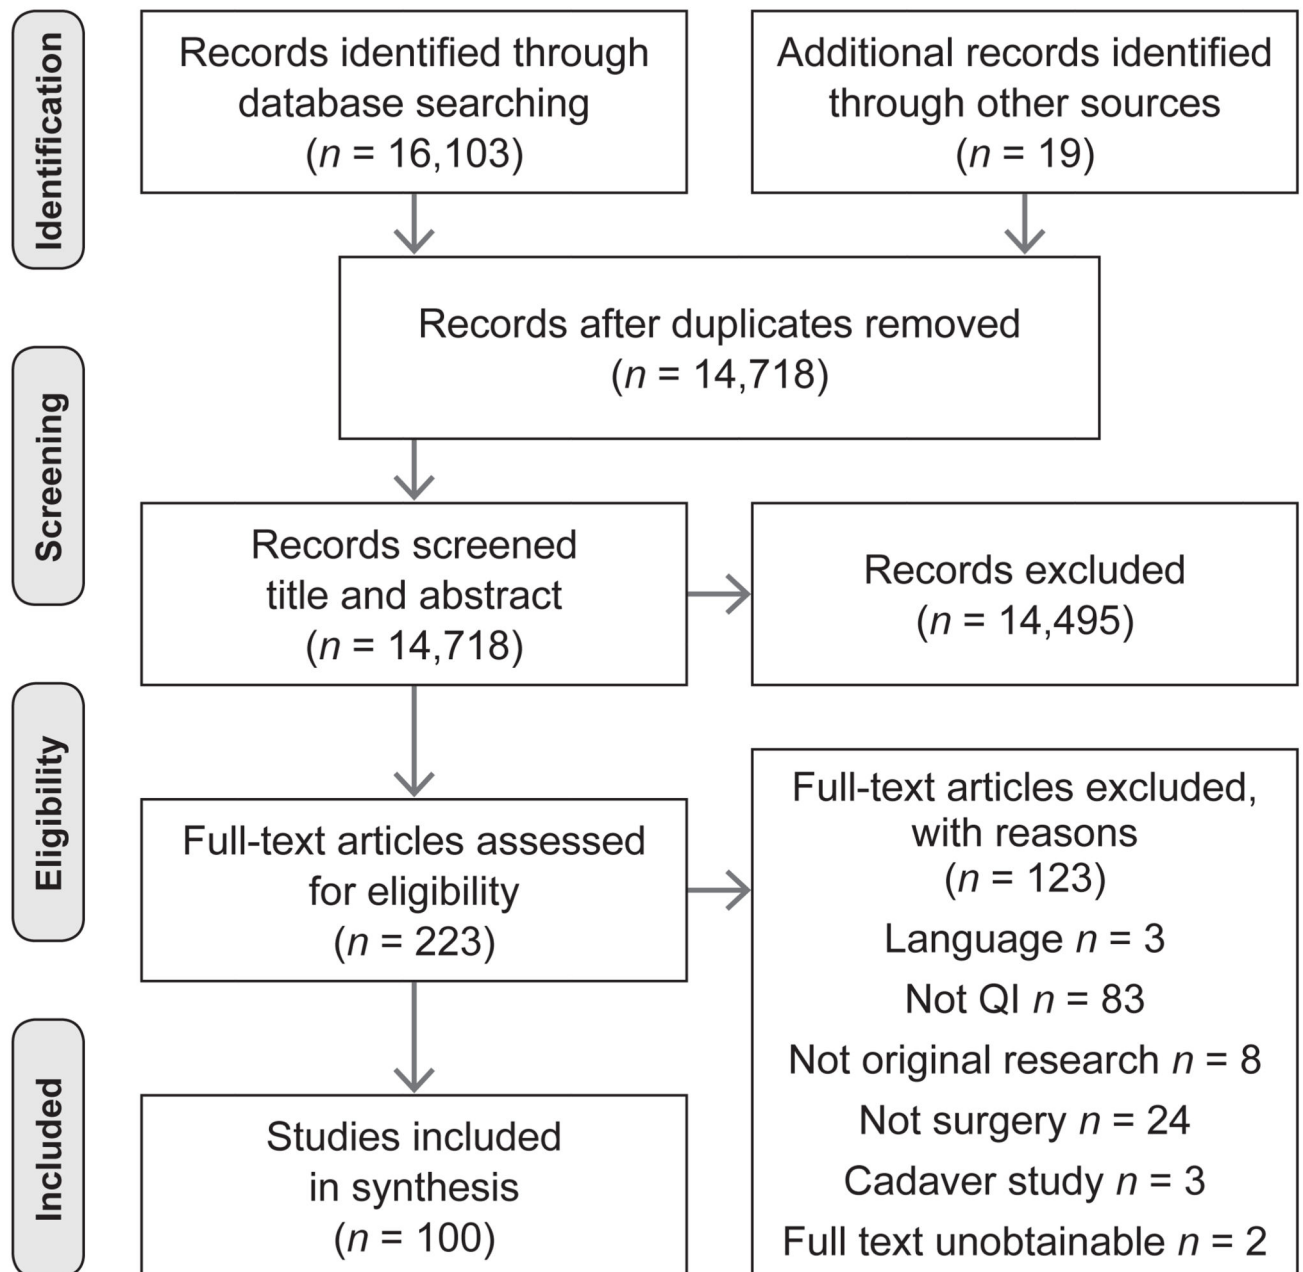 Identification
Records identified through
database searching
(n = 16,103)
Additional records identified
through other sources
(n = 19)
Records after duplicates removed
(n = 14,718)
Screening
Records screened
title and abstract
(n = 14,718)
Records excluded
(n = 14,495)
Eligibility
Full-text articles assessed
for eligibility
(n = 223)
Full-text articles excluded,
with reasons
(n = 123)
Language n = 3
Not QI n = 83
Not original research n = 8
Not surgery n = 24
Cadaver study n = 3
Full text unobtainable n = 2
Included
Studies included
in synthesis
(n = 100)